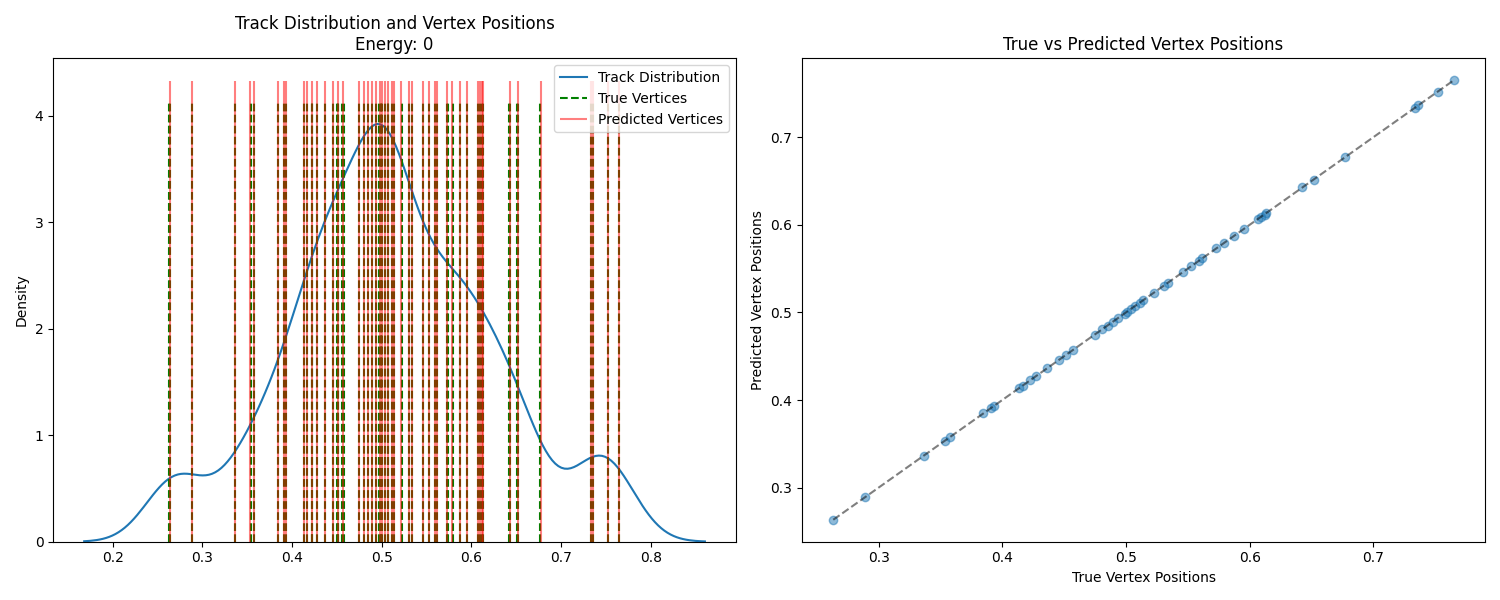 Track Distribution and Vertex Positions
Energy: 0
Track Distribution
True Vertices
Predicted Vertices
Density
4
3
2
1
0
0.2 0.3 0.4 0.5 0.6 0.7 0.8
True vs Predicted Vertex Positions
Predicted Vertex Positions
0.7
0.6
0.5
0.4
0.3
0.3 0.4 0.5 0.6 0.7
True Vertex Positions